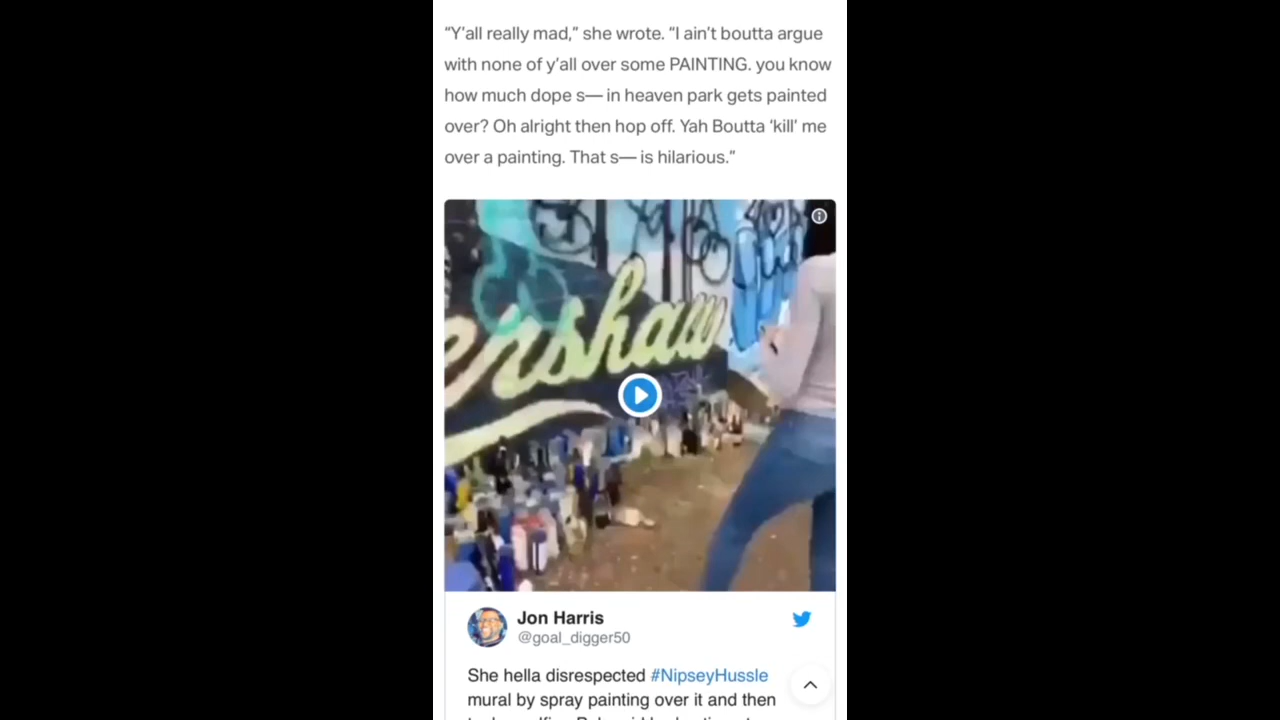 “Y’all really mad,” she wrote. “I ain’t boutta argue
with none of y’all over some PAINTING. you know
how much dope s— in heaven park gets painted
over? Oh alright then hop off. Yah Boutta ‘kill’ me
over a painting. That s— is hilarious.”
enshaw
Jon Harris
@goal_digger50
She hella disrespected #NipseyHussle
mural by spray painting over it and then